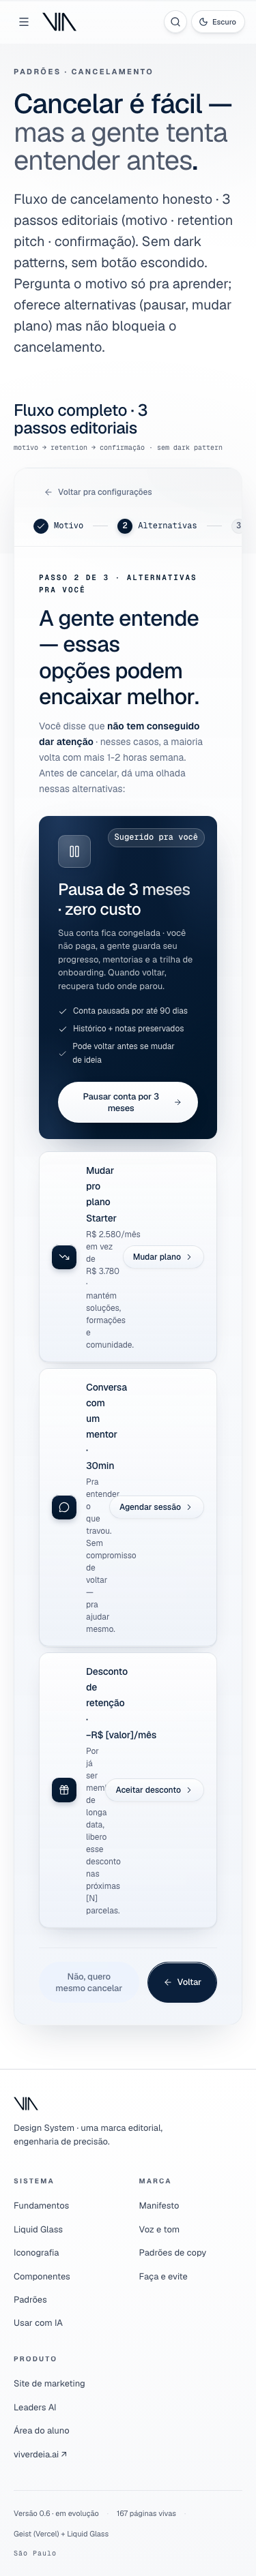 VIA
Escuro
PADRÕES · CANCELAMENTO
Cancelar é fácil —
mas a gente tenta
entender antes.
Fluxo de cancelamento honesto · 3
passos editoriais (motivo · retention
pitch · confirmação). Sem dark
patterns, sem botão escondido.
Pergunta o motivo só pra aprender;
oferece alternativas (pausar, mudar
plano) mas não bloqueia o
cancelamento.
Fluxo completo · 3
passos editoriais
motivo → retention → confirmação · sem dark pattern
← Voltar pra configurações
Motivo
2 Alternativas
3
PASSO 2 DE 3 · ALTERNATIVAS
PRA VOCÊ
A gente entende
— essas
opções podem
encaixar melhor.
Você disse que não tem conseguido
dar atenção · nesses casos, a maioria
volta com mais 1-2 horas semana.
Antes de cancelar, dá uma olhada
nessas alternativas:
Sugerido pra você
Pausa de 3 meses
· zero custo
Sua conta fica congelada · você
não paga, a gente guarda seu
progresso, mentorias e a trilha de
onboarding. Quando voltar,
recupera tudo onde parou.
Conta pausada por até 90 dias
Histórico + notas preservados
Pode voltar antes se mudar
de ideia
Pausar conta por 3
meses →
Mudar
pro
plano
Starter
R$ 2.580/mês
em vez
de
R$ 3.780
·
mantém
soluções,
formações
e
comunidade.
Mudar plano
Conversa
com
um
mentor
·
30min
Pra
entender
o
que
travou.
Sem
compromisso
de
voltar
—
pra
ajudar
mesmo.
Agendar sessão
Desconto
de
retenção
·
−R$ [valor]/mês
Por
já
ser
de
longa
data,
libero
esse
desconto
nas
próximas
[N]
parcelas.
Aceitar desconto
Não, quero
mesmo cancelar
← Voltar
VIA
Design System · uma marca editorial,
engenharia de precisão.
SISTEMA
Fundamentos
Liquid Glass
Iconografia
Componentes
Padrões
Usar com IA
MARCA
Manifesto
Voz e tom
Padrões de copy
Faça e evite
PRODUTO
Site de marketing
Leaders AI
Área do aluno
viverdeia.ai ↗
Versão 0.6 · em evolução · 167 páginas vivas ·
Geist (Vercel) + Liquid Glass
São Paulo